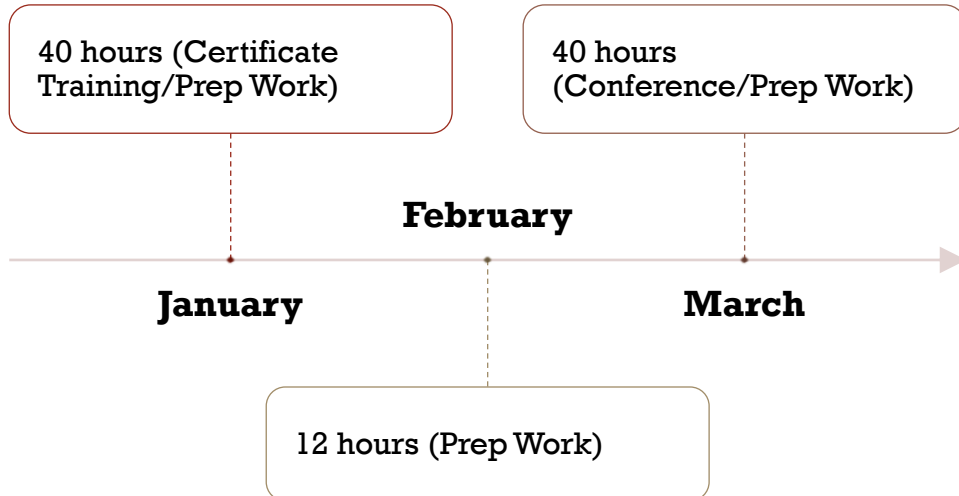 40 hours (Certificate
Training/Prep Work)
40 hours
(Conference/Prep Work)
February
January
March
12 hours (Prep Work)